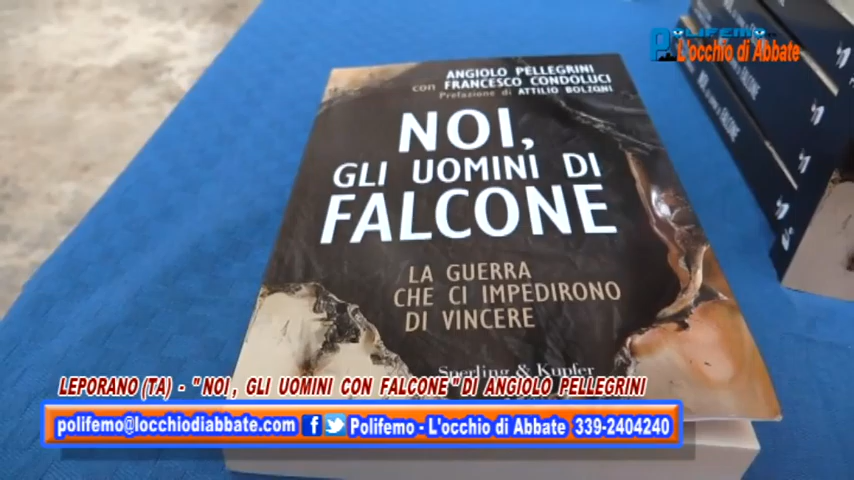 POLIFEMO...
L'occhio di Abbate
ANGIOLO PELLEGRINI
con FRANCESCO CONDOLUCI
Prefazione di ATTILIO BOLZONI
NOI,
GLI UOMINI DI
FALCONE
LA GUERRA
CHE CI IMPEDIRONO
DI VINCERE
Sperling & Kupfer
LEPORANO (TA) - "NOI, GLI UOMINI CON FALCONE" DI ANGIOLO PELLEGRINI
polifemo@locchiodiabbate.com Polifemo - L'occhio di Abbate 339-2404240